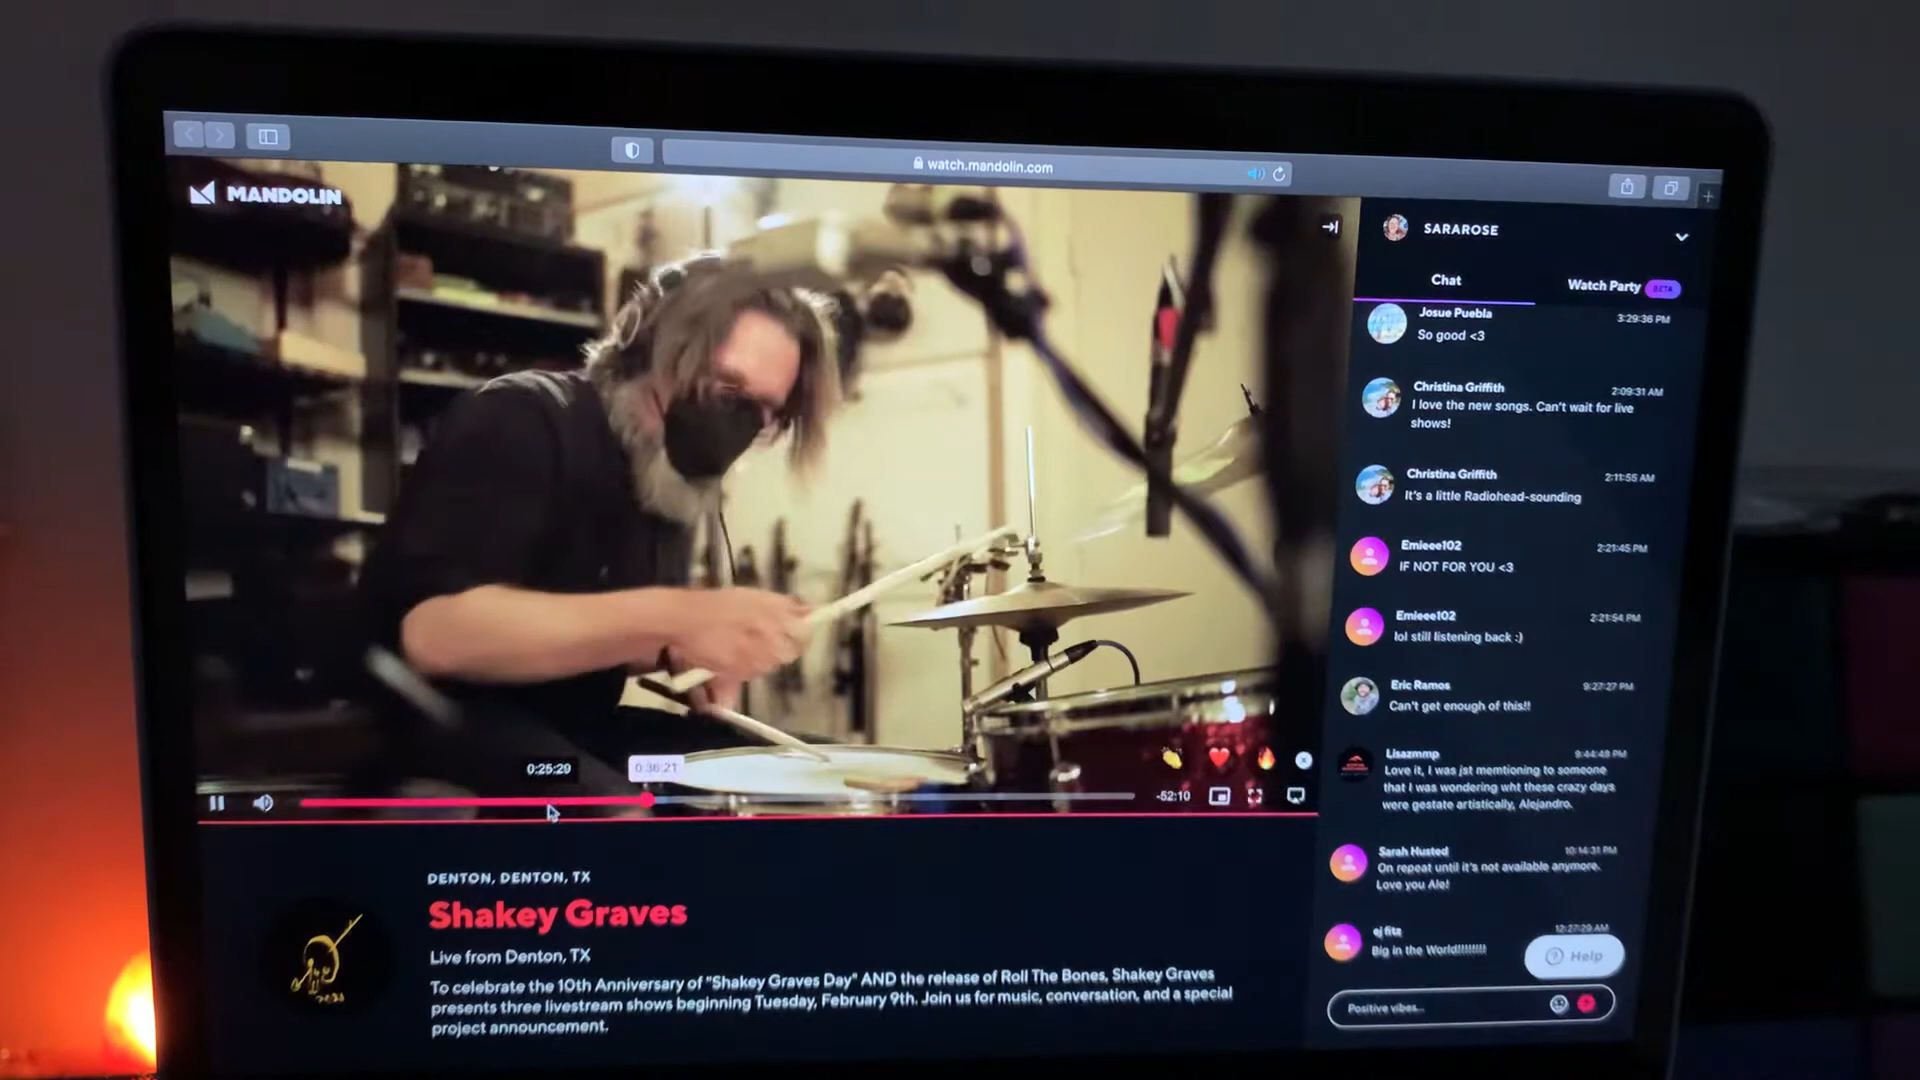 watch.mandolin.com
MANDOLIN
0:25:29
0:36:21
-52:10
DENTON, DENTON, TX
Shakey Graves
Live from Denton, TX
To celebrate the 10th Anniversary of "Shakey Graves Day" AND the release of Roll The Bones, Shakey Graves
presents three livestream shows beginning Tuesday, February 9th. Join us for music, conversation, and a special
project announcement.
SARAROSE
Chat
Watch Party BETA
Josue Puebla 3:29:36 PM
So good <3
Christina Griffith 2:09:31 AM
I love the new songs. Can't wait for live
shows!
Christina Griffith 2:11:55 AM
It's a little Radiohead-sounding
Emieee102 2:21:45 PM
IF NOT FOR YOU <3
Emieee102 2:21:54 PM
lol still listening back :)
Eric Ramos 9:27:27 PM
Can't get enough of this!!
Lisazmmp 9:44:49 PM
Love it, I was jst memtioning to someone
that I was wondering wht these crazy days
were gestate artistically, Alejandro.
Sarah Husted 10:14:31 PM
On repeat until it's not available anymore.
Love you Ale!
ej fitz 12:27:29 AM
Big in the World!!!!!!!!!
Help
Positive vibes...